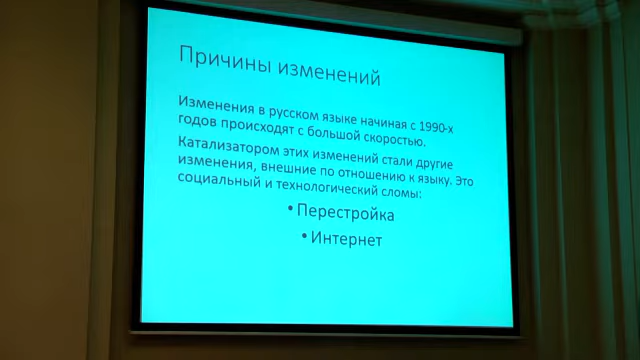 Причины изменений
Изменения в русском языке начиная с 1990-х
годов происходят с большой скоростью.
Катализатором этих изменений стали другие
изменения, внешние по отношению к языку. Это
социальный и технологический сломы:
• Перестройка
• Интернет